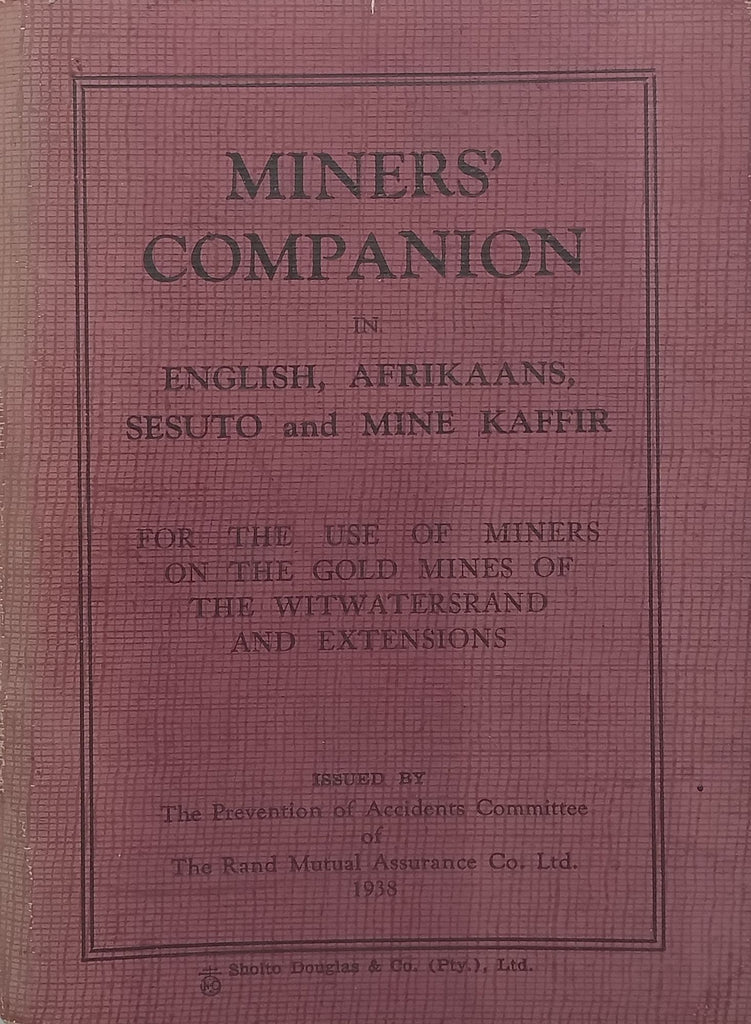 MINERS'
COMPANION
IN
ENGLISH, AFRIKAANS,
SESUTO and MINE KAFFIR
FOR THE USE OF MINERS
ON THE GOLD MINES OF
THE WITWATERSRAND
AND EXTENSIONS
ISSUED BY
The Prevention of Accidents Committee
of
The Rand Mutual Assurance Co. Ltd.
1938
Sholto Douglas & Co. (Pty.), Ltd.